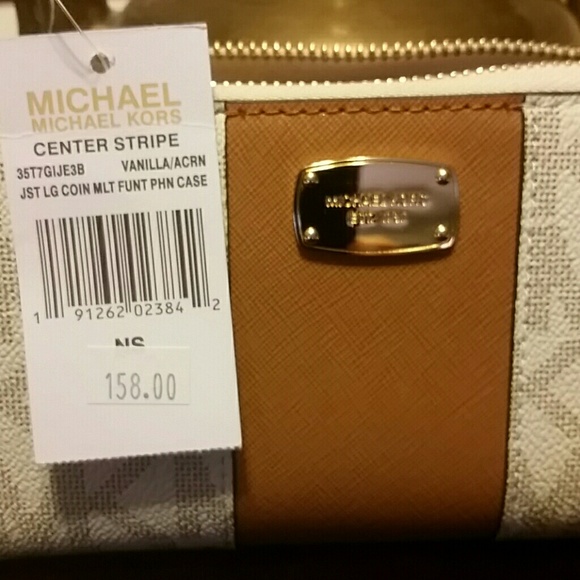 MICHAEL
MICHAEL KORS
CENTER STRIPE
35T7GIJE3B VANILLA/ACRN
JST LG COIN MLT FUNT PHN CASE
1 91262 02384 2
NS
158.00
MICHAEL KORS